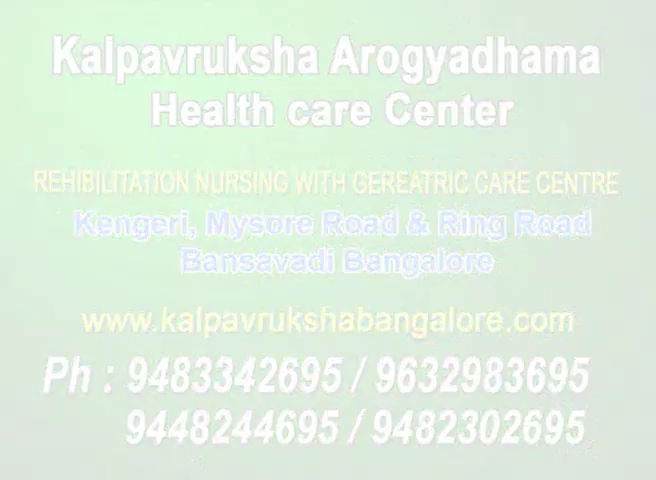 Kalpavruksha Arogyadhama
Health care Center
REHIBILITATION NURSING WITH GEREATRIC CARE CENTRE
Kengeri, Mysore Road & Ring Road
Bansavadi Bangalore
www.kalpavrukshabangalore.com
Ph : 9483342695 / 9632983695
9448244695 / 9482302695